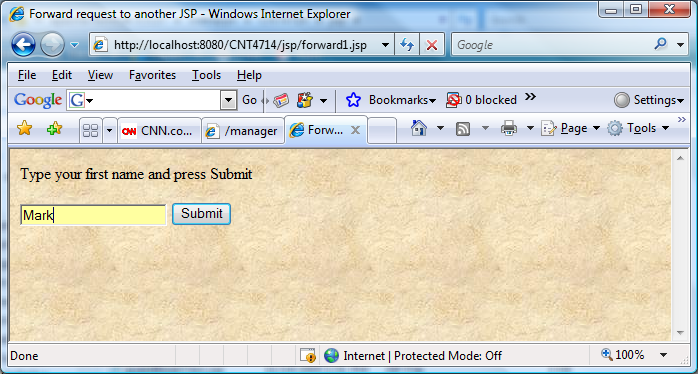 Forward request to another JSP - Windows Internet Explorer
http://localhost:8080/CNT4714/jsp/forward1.jsp Google
File Edit View Favorites Tools Help
Google G Go Bookmarks 0 blocked Settings
CNN CNN.co... /manager Forw... Page Tools
Type your first name and press Submit
Mark Submit
Done Internet | Protected Mode: Off 100%